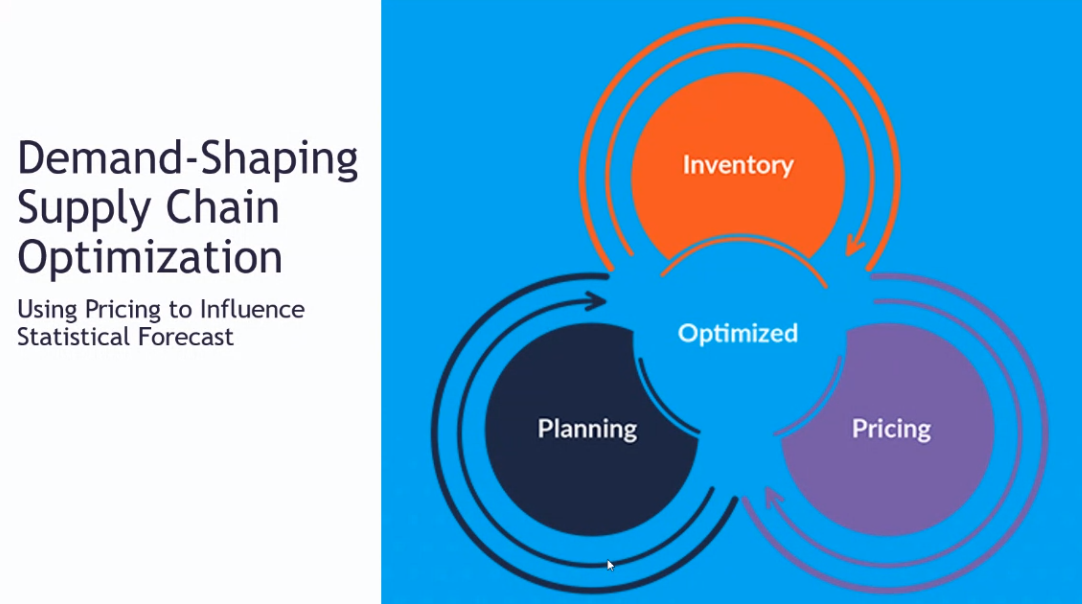 Demand-Shaping
Supply Chain
Optimization
Using Pricing to Influence
Statistical Forecast
Inventory
Optimized
Planning
Pricing